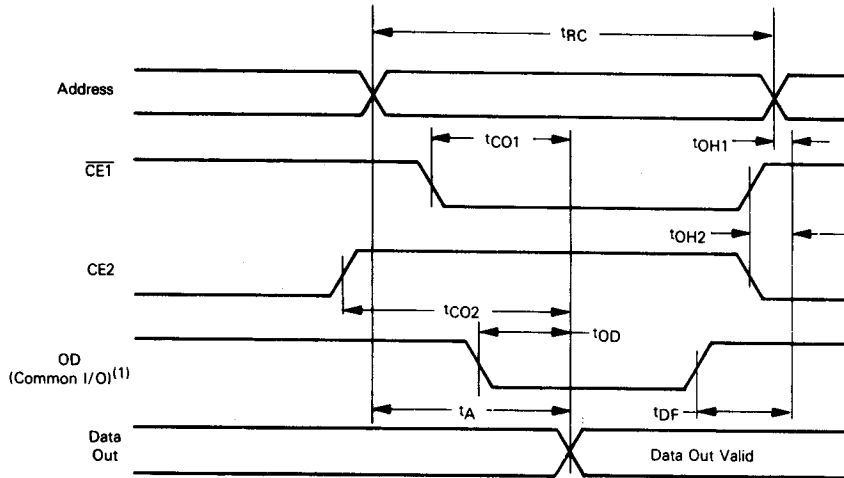 tRC
Address
tCO1
tOH1
CE1
tOH2
CE2
tCO2
tOD
OD
(Common I/O)(1)
tA
tDF
Data
Out
Data Out Valid